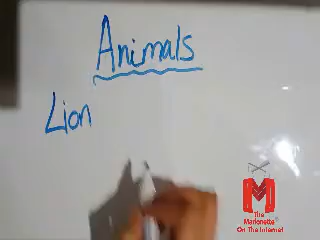 Animals
Lion
The
Marionette
On The Internet